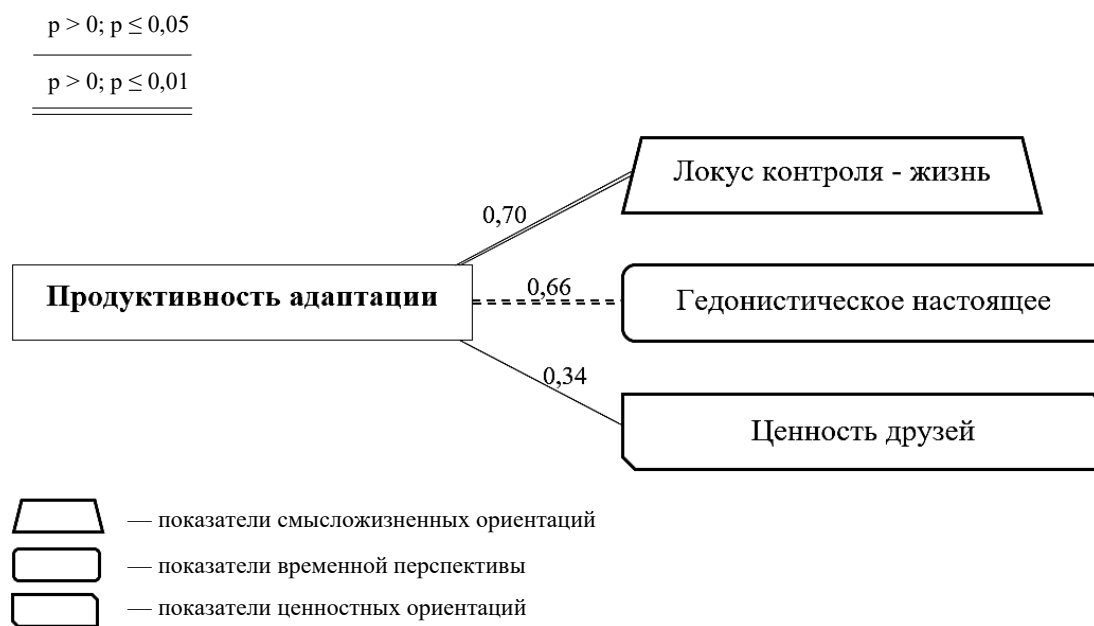 p > 0; p ≤ 0,05
p > 0; p ≤ 0,01
Локус контроля - жизнь
0,70
Продуктивность адаптации
0,66
Гедонистическое настоящее
0,34
Ценность друзей
— показатели смысложизненных ориентаций
— показатели временной перспективы
— показатели ценностных ориентаций